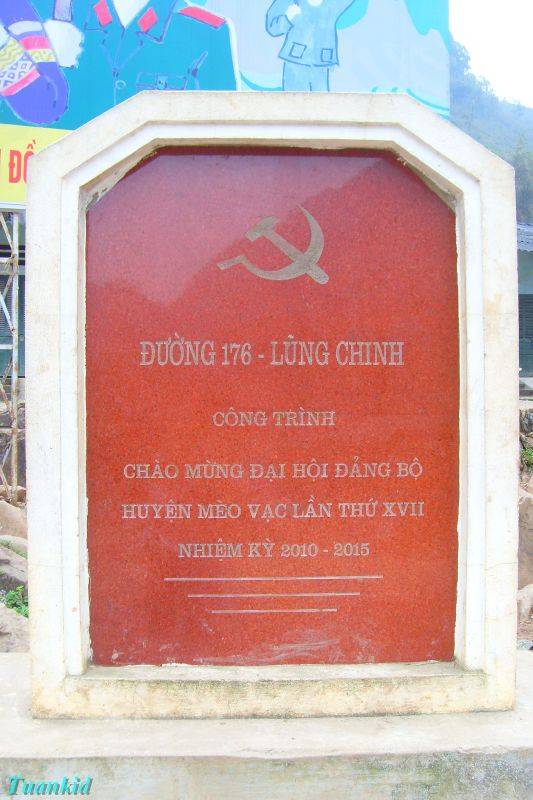 ĐỒ
ĐƯỜNG 176 - LŨNG CHINH
CÔNG TRÌNH
CHÀO MỪNG ĐẠI HỘI ĐẢNG BỘ
HUYỆN MÈO VẠC LẦN THỨ XVII
NHIỆM KỲ 2010 - 2015
Tuankid